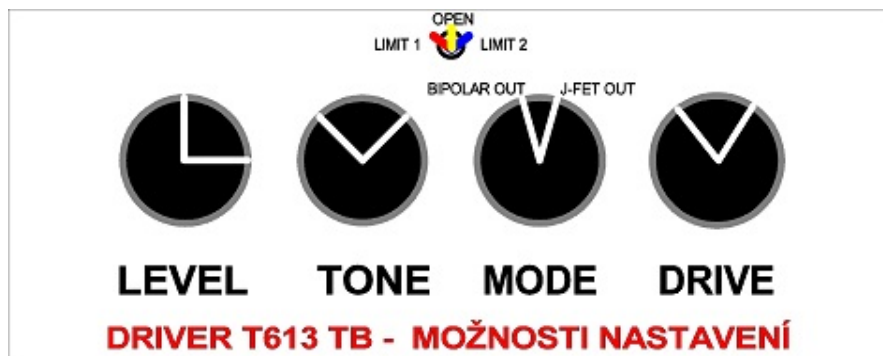 OPEN
LIMIT 1 LIMIT 2
BIPOLAR OUT J-FET OUT
LEVEL TONE MODE DRIVE
DRIVER T613 TB - MOŽNOSTI NASTAVENÍ